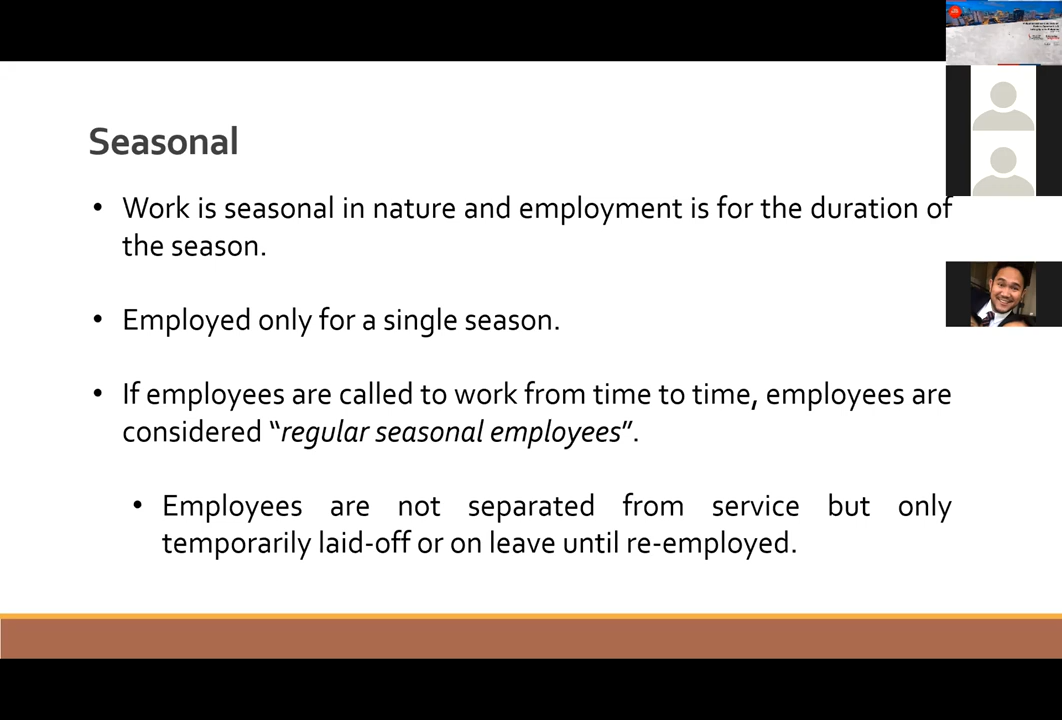 Seasonal
• Work is seasonal in nature and employment is for the duration of
the season.
• Employed only for a single season.
• If employees are called to work from time to time, employees are
considered “regular seasonal employees”.
• Employees are not separated from service but only
temporarily laid-off or on leave until re-employed.